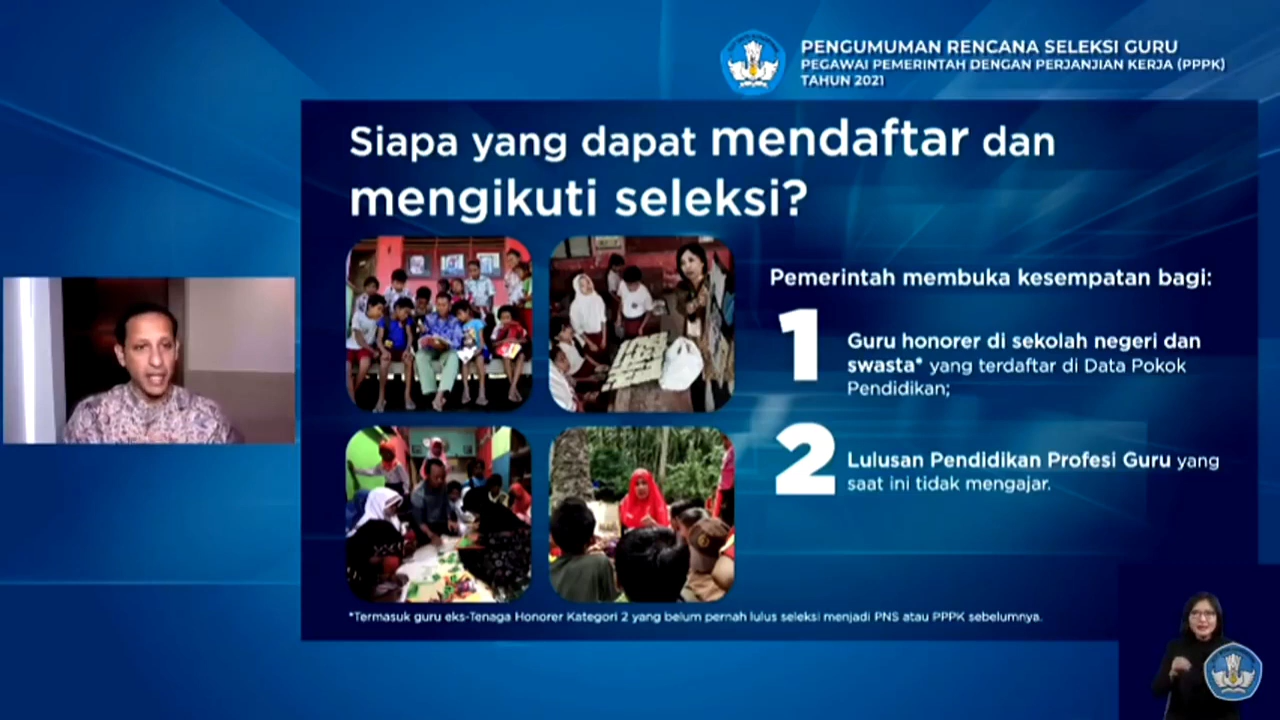 PENGUMUMAN RENCANA SELEKSI GURU
PEGAWAI PEMERINTAH DENGAN PERJANJIAN KERJA (PPPK)
TAHUN 2021
Siapa yang dapat mendaftar dan
mengikuti seleksi?
Pemerintah membuka kesempatan bagi:
1
Guru honorer di sekolah negeri dan
swasta* yang terdaftar di Data Pokok
Pendidikan;
2
Lulusan Pendidikan Profesi Guru yang
saat ini tidak mengajar.
*Termasuk guru eks-Tenaga Honorer Kategori 2 yang belum pernah lulus seleksi menjadi PNS atau PPPK sebelumnya.